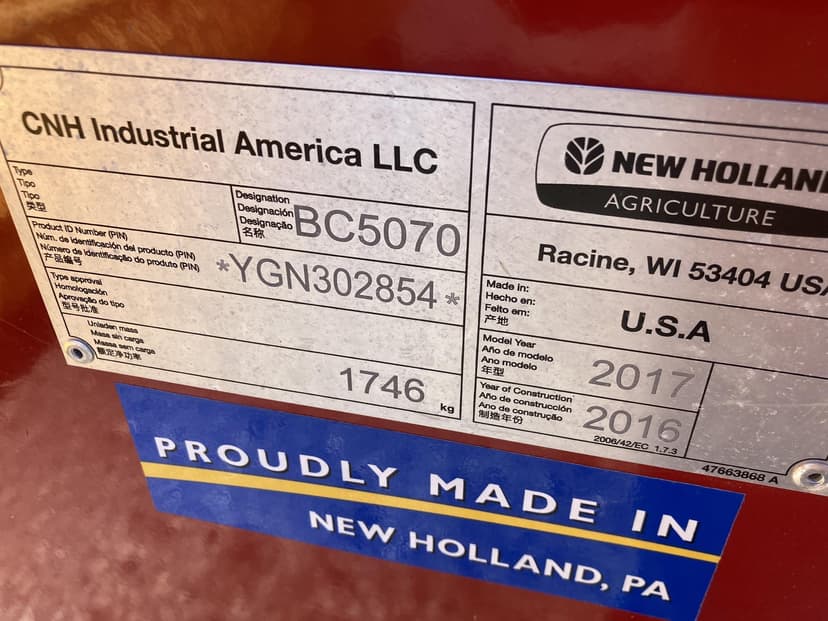 CNH Industrial America LLC
Type
Tipo
Tipo
类型
Designation
Designación
Designação
名称
BC5070
Product ID Number (PIN)
Núm. de identificación del producto (PIN)
Número de identificação do produto (PIN)
产品编号
*YGN302854*
Type approval
Homologación
Aprovação do tipo
型号批准
Unladen mass
Masa sin carga
Massa sem carga
额定净功率
1746 kg
NEW HOLLAND
AGRICULTURE
Racine, WI 53404 USA
Made in:
Hecho en:
Feito em:
产地
U.S.A
Model Year
Año de modelo
Ano modelo
年型
2017
Year of Construction
Año de construcción
Ano de construção
制造年份
2016
2006/42/EC 1.7.3
47663868 A
PROUDLY MADE IN
NEW HOLLAND, PA